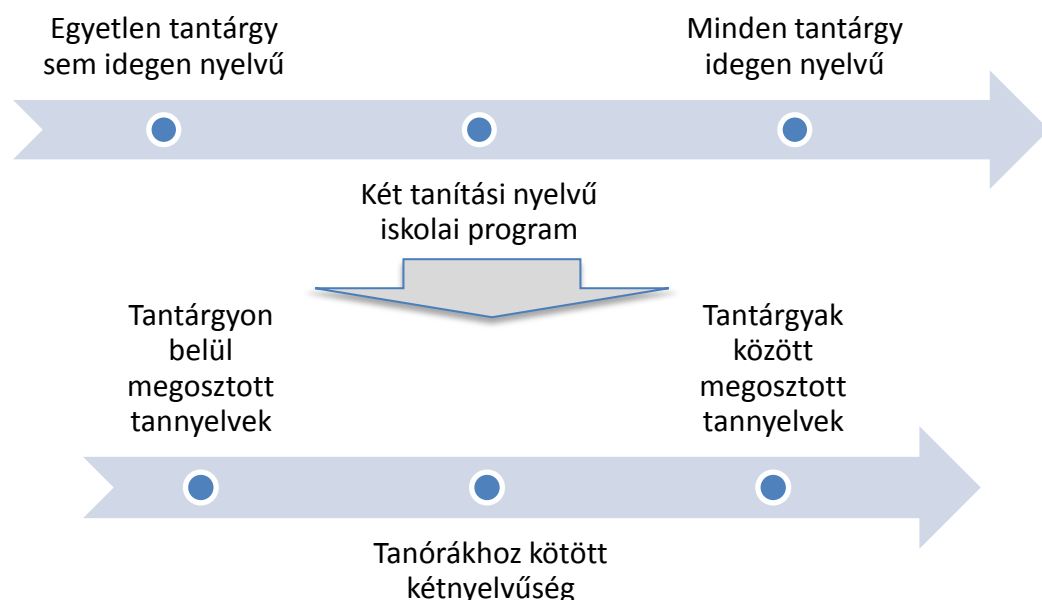 Egyetlen tantárgy
sem idegen nyelvű
Minden tantárgy
idegen nyelvű
Két tanítási nyelvű
iskolai program
Tantárgyon
belül
megosztott
tannyelvek
Tantárgyak
között
megosztott
tannyelvek
Tanórákhoz kötött
kétnyelvűség